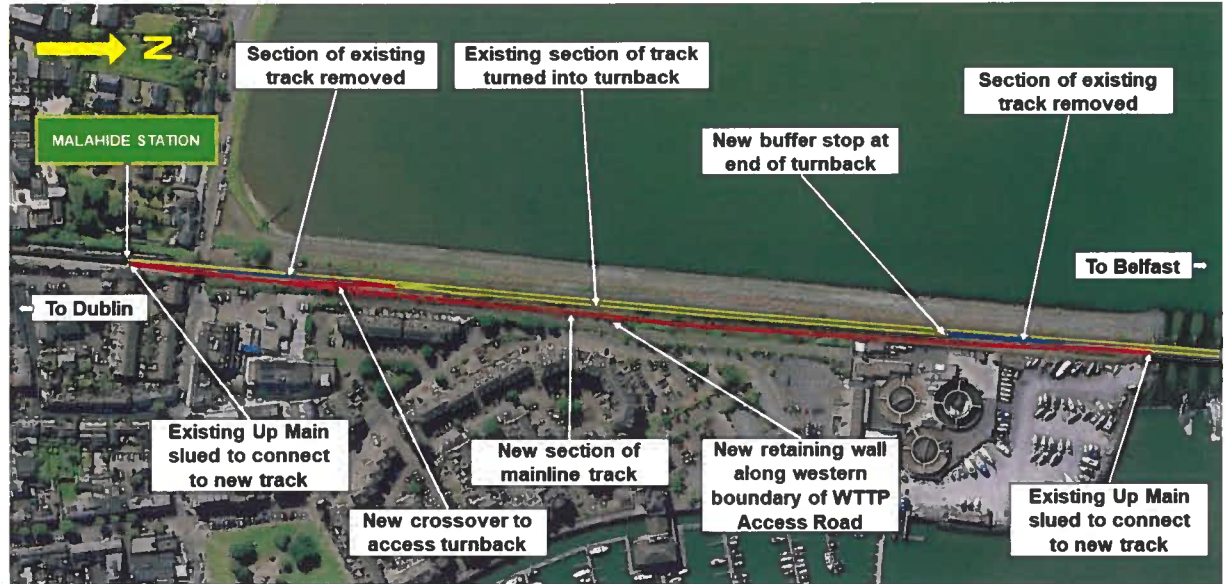 N
Section of existing
track removed
Existing section of track
turned into turnback
Section of existing
track removed
MALAHIDE STATION
New buffer stop at
end of turnback
To Belfast
To Dublin
Existing Up Main
slued to connect
to new track
New crossover to
access turnback
New section of
mainline track
New retaining wall
along western
boundary of WTTP
Access Road
Existing Up Main
slued to connect
to new track